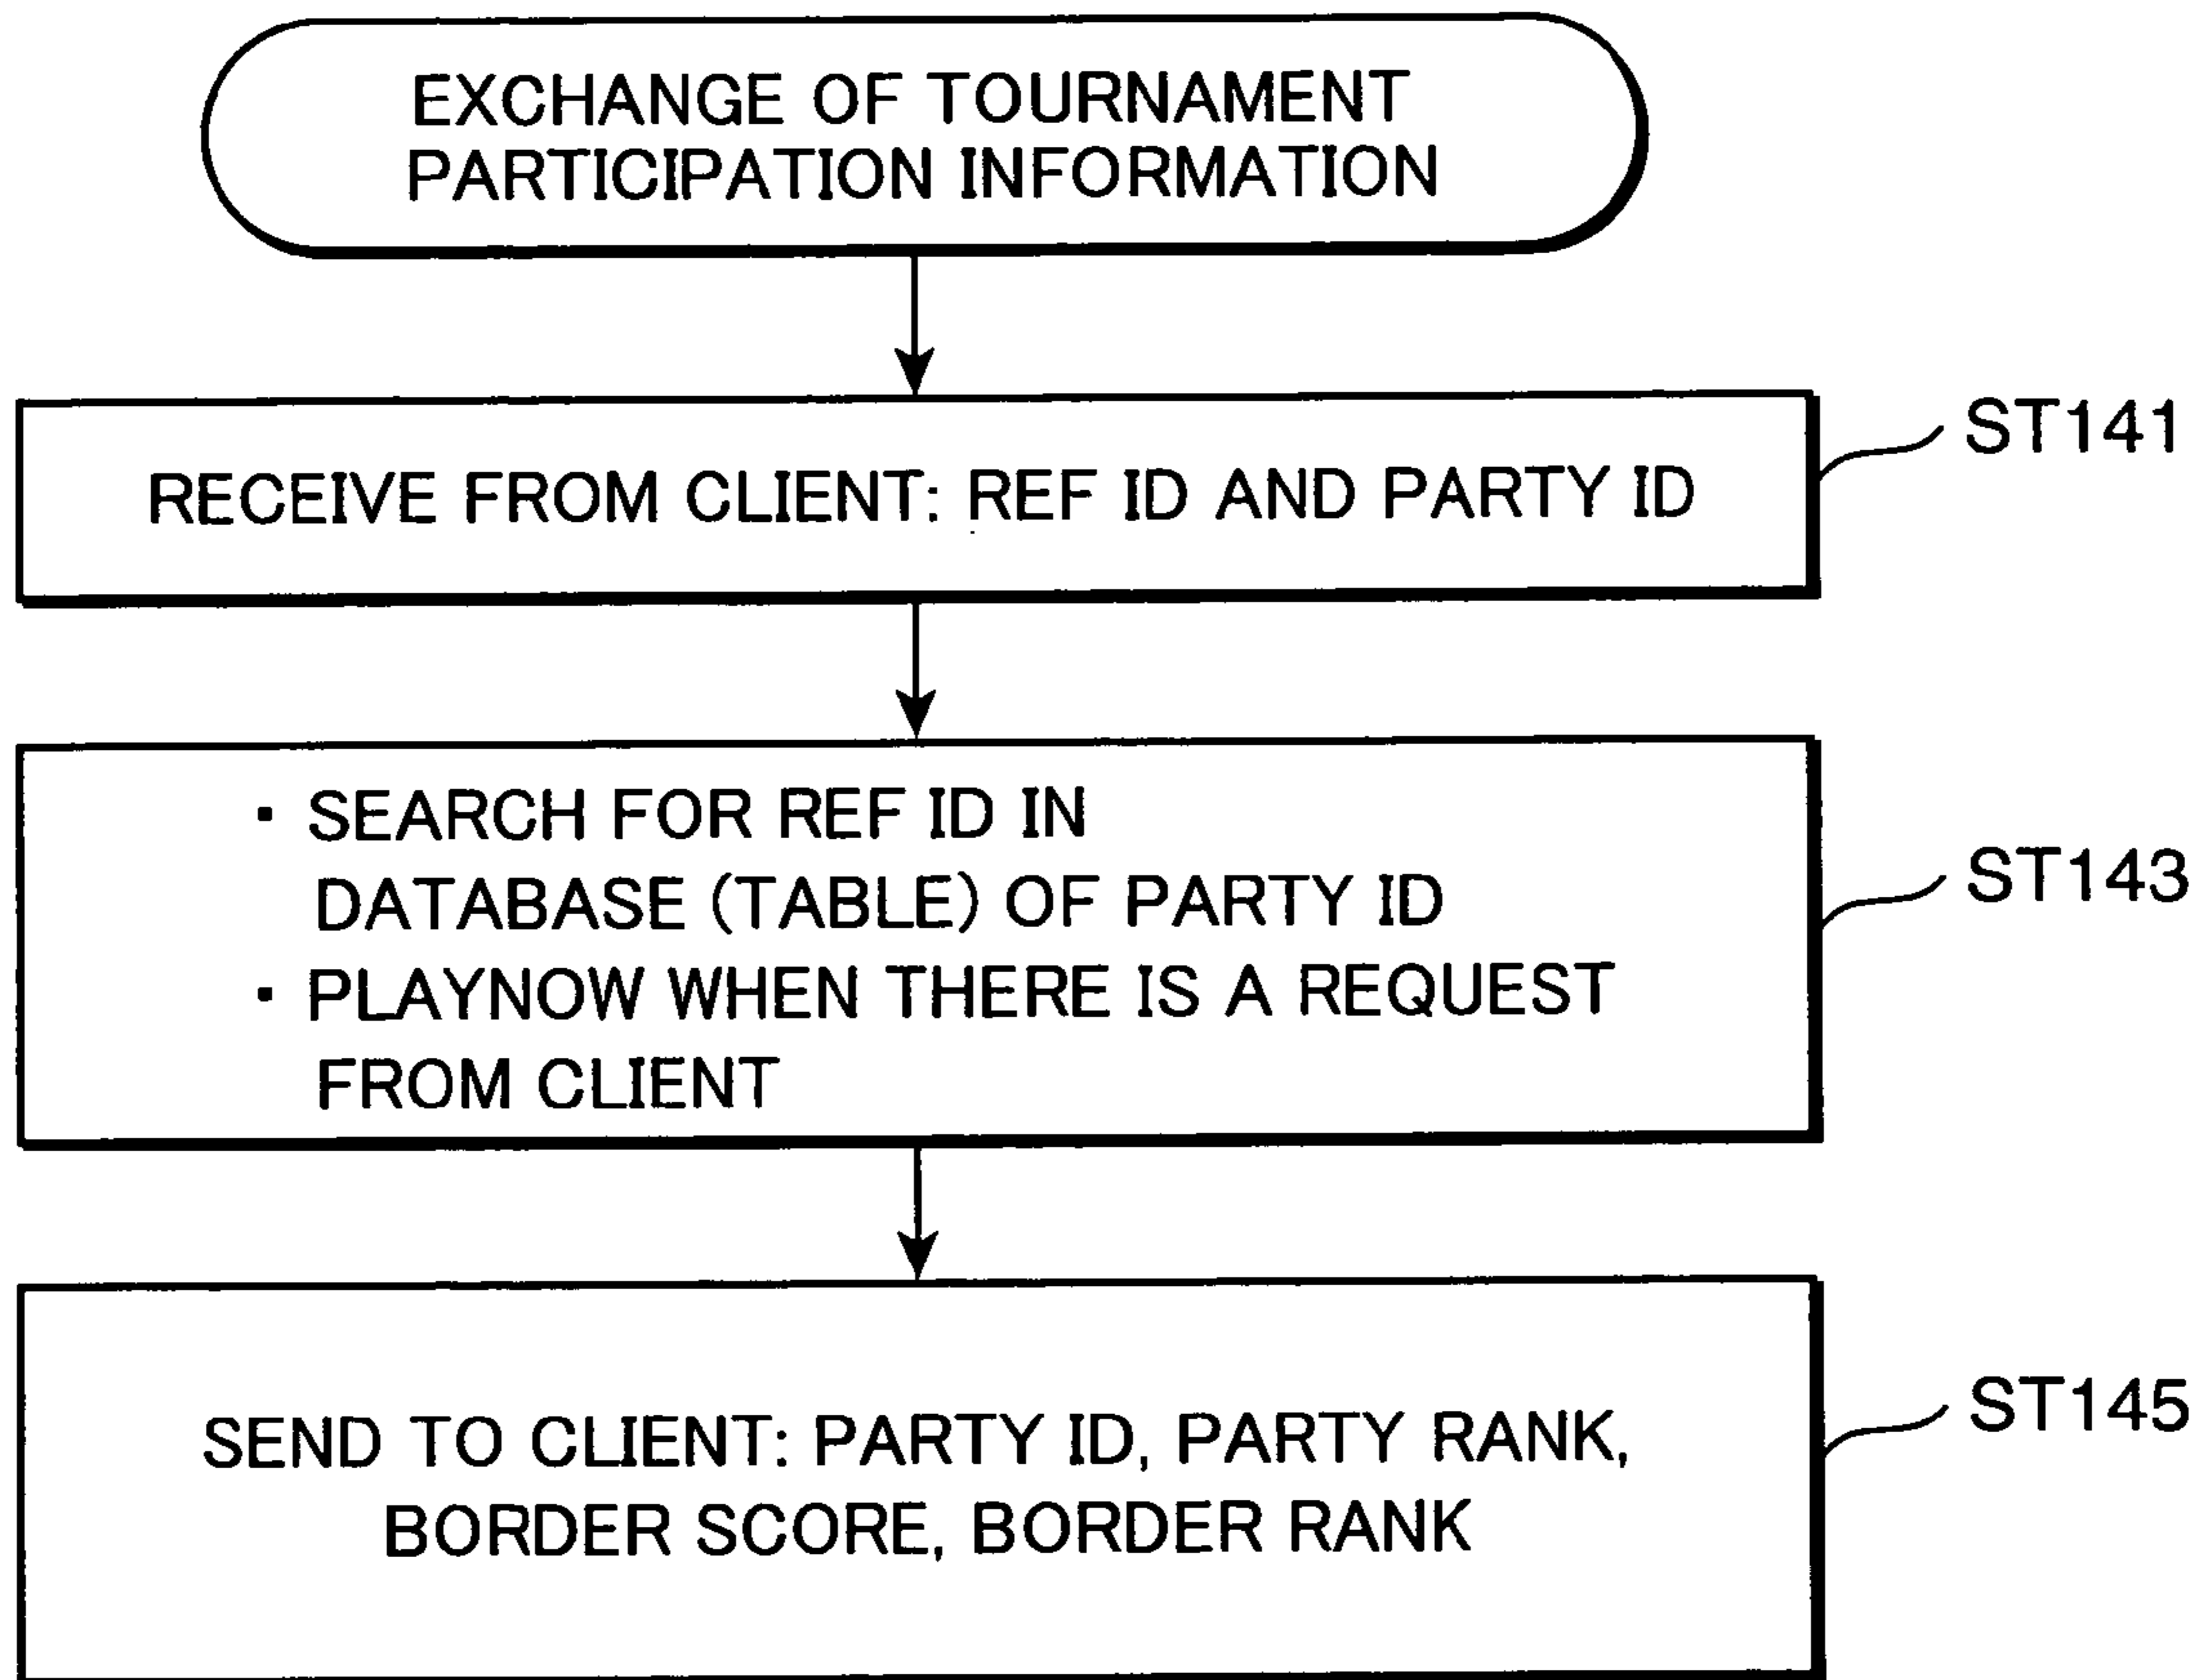 EXCHANGE OF TOURNAMENT
PARTICIPATION INFORMATION
RECEIVE FROM CLIENT: REF ID AND PARTY ID
ST141
▪ SEARCH FOR REF ID IN
DATABASE (TABLE) OF PARTY ID
▪ PLAYNOW WHEN THERE IS A REQUEST
FROM CLIENT
ST143
SEND TO CLIENT: PARTY ID, PARTY RANK,
BORDER SCORE, BORDER RANK
ST145